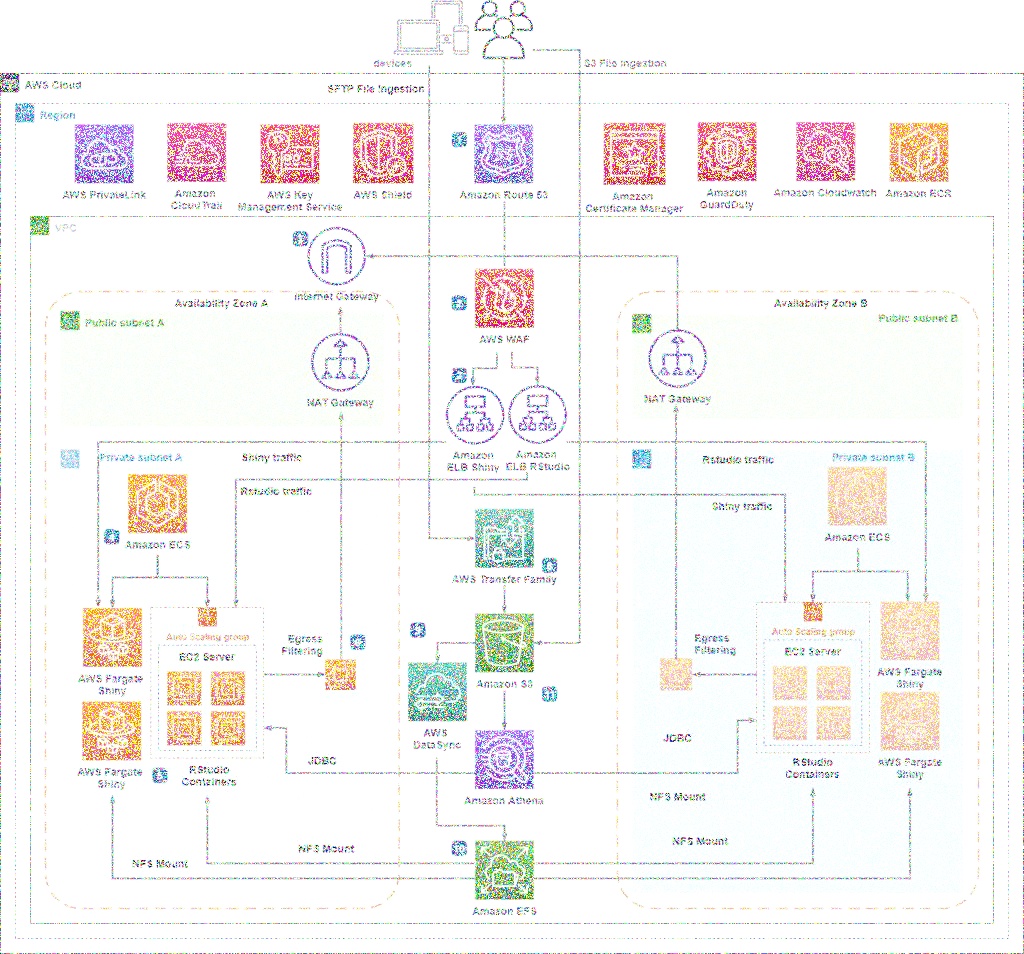 devices
S3 File Ingestion
AWS Cloud
SFTP File Ingestion
Region
AWS PrivateLink
Amazon
CloudTrail
AWS Key
Management Service
AWS Shield
Amazon Route 53
Amazon
Certificate Manager
Amazon
GuardDuty
Amazon Cloudwatch
Amazon ECR
VPC
Internet Gateway
Availability Zone A
Availability Zone B
Public subnet A
Public subnet B
AWS WAF
NAT Gateway
NAT Gateway
Amazon
ELB Shiny
Amazon
ELB RStudio
Private subnet A
Shiny traffic
Rstudio traffic
Private subnet B
Rstudio traffic
Shiny traffic
Amazon ECS
Amazon ECS
AWS Transfer Family
Auto Scaling group
Auto Scaling group
EC2 Server
EC2 Server
Egress
Filtering
Egress
Filtering
AWS Fargate
Shiny
AWS Fargate
Shiny
Amazon S3
AWS
DataSync
JDBC
JDBC
AWS Fargate
Shiny
RStudio
Containers
RStudio
Containers
AWS Fargate
Shiny
Amazon Athena
NFS Mount
NFS Mount
NFS Mount
NFS Mount
Amazon EFS